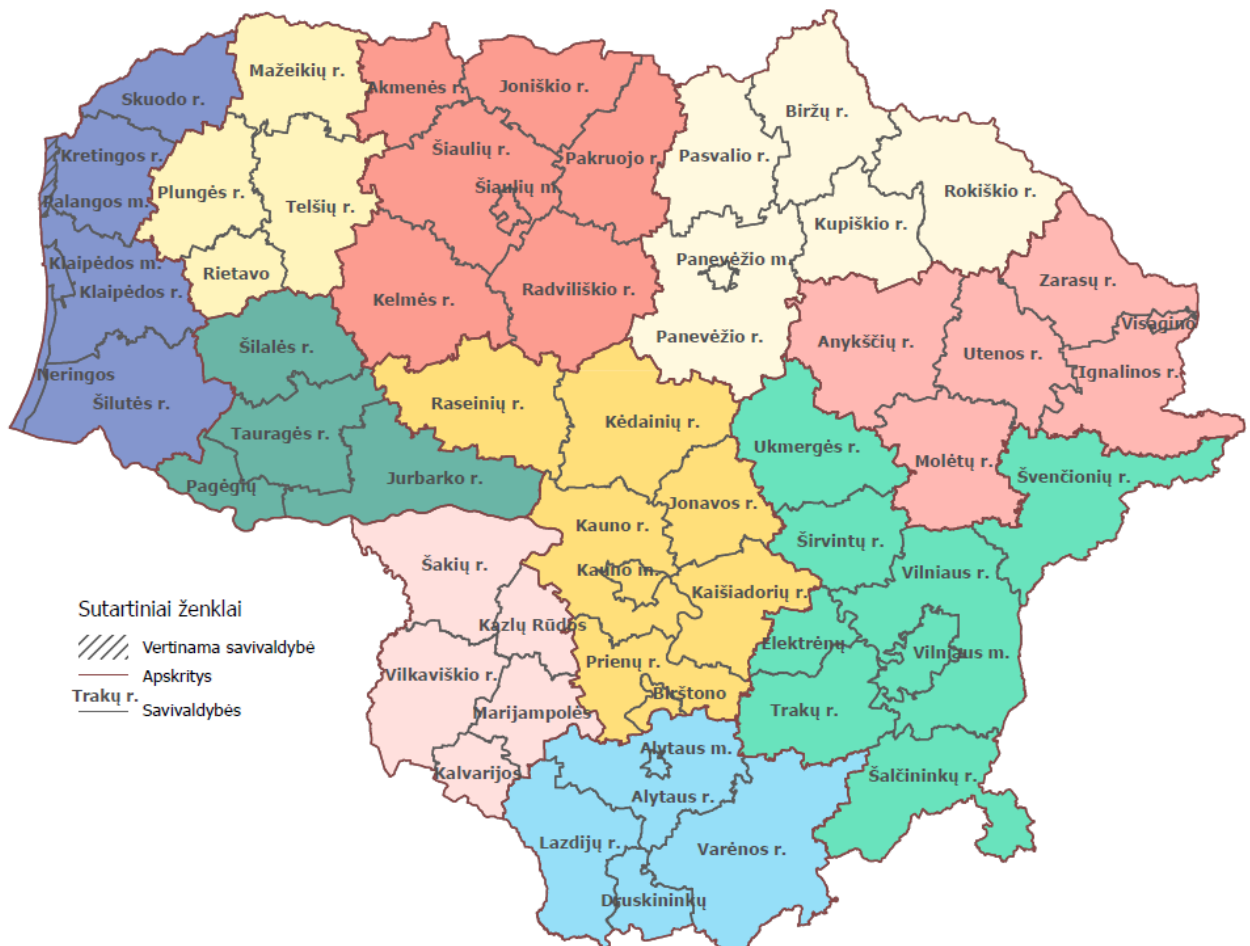 Mažeikių r.
Skuodo r.
Akmenės r.
Joniškio r.
Biržų r.
Kretingos r.
Šiaulių r.
Pakruojo r.
Pasvalio r.
Plungės r.
Telšių r.
Šiaulių m.
Rokiškio r.
Palangos m.
Kupiškio r.
Klaipėdos m.
Rietavo
Panevėžio m.
Klaipėdos r.
Kelmės r.
Radviliškio r.
Zarasų r.
Visagino
Šilalės r.
Panevėžio r.
Anykščių r.
Utenos r.
Neringos
Ignalinos r.
Šilutės r.
Raseinių r.
Kėdainių r.
Tauragės r.
Ukmergės r.
Molėtų r.
Švenčionių r.
Pagėgių
Jurbarko r.
Jonavos r.
Kauno r.
Širvintų r.
Šakių r.
Kauno m.
Vilniaus r.
Kaišiadorių r.
Kazlų Rūdos
Elektrėnų
Vilniaus m.
Vilkaviškio r.
Prienų r.
Birštono
Marijampolės
Trakų r.
Alytaus m.
Kalvarijos
Šalčininkų r.
Alytaus r.
Lazdijų r.
Varėnos r.
Druskininkų
Sutartiniai ženklai
Vertinama savivaldybė
Apskritys
Trakų r.
Savivaldybės